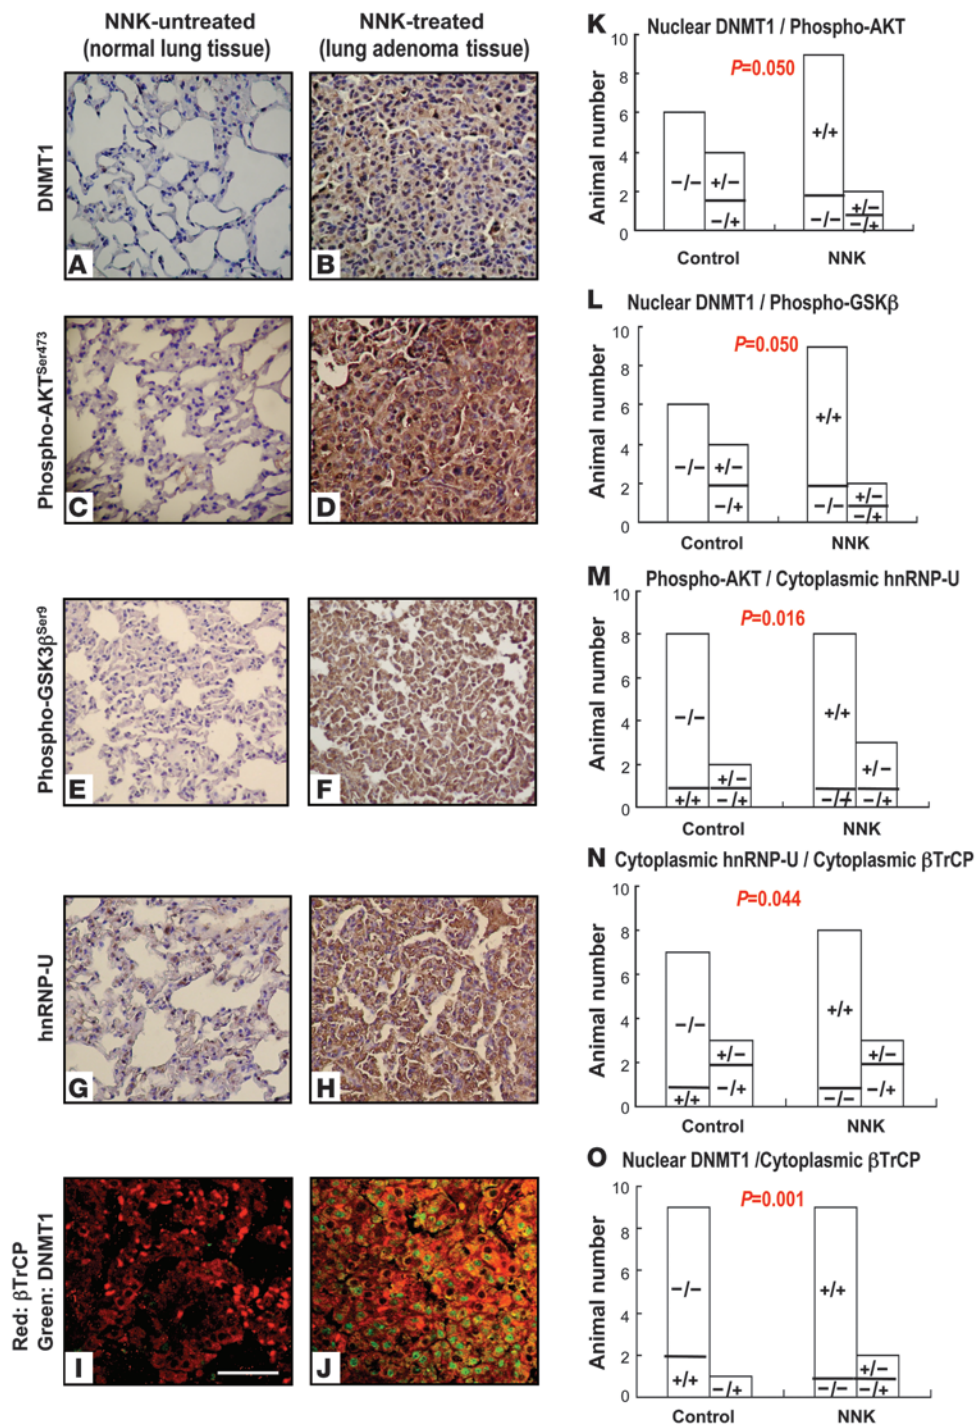 NNK-untreated
(normal lung tissue)
NNK-treated
(lung adenoma tissue)
DNMT1
A
B
Phospho-AKTSer473
C
D
Phospho-GSK3βSer9
E
F
hnRNP-U
G
H
Red: βTrCP
Green: DNMT1
I
J
K Nuclear DNMT1 / Phospho-AKT
P=0.050
Animal number
10
8
6
4
2
0
−/−
+/−
−/+
+/+
−/−
+/−
−/+
Control
NNK
L Nuclear DNMT1 / Phospho-GSKβ
P=0.050
Animal number
10
8
6
4
2
0
−/−
+/−
−/+
+/+
−/−
+/−
−/+
Control
NNK
M Phospho-AKT / Cytoplasmic hnRNP-U
P=0.016
Animal number
10
8
6
4
2
0
−/−
+/+
+/−
−/+
+/+
−/−
+/−
−/+
Control
NNK
N Cytoplasmic hnRNP-U / Cytoplasmic βTrCP
P=0.044
Animal number
10
8
6
4
2
0
−/−
+/+
+/−
−/+
+/+
−/−
+/−
−/+
Control
NNK
O Nuclear DNMT1 /Cytoplasmic βTrCP
P=0.001
Animal number
10
8
6
4
2
0
−/−
+/+
−/+
+/+
−/−
+/−
−/+
Control
NNK